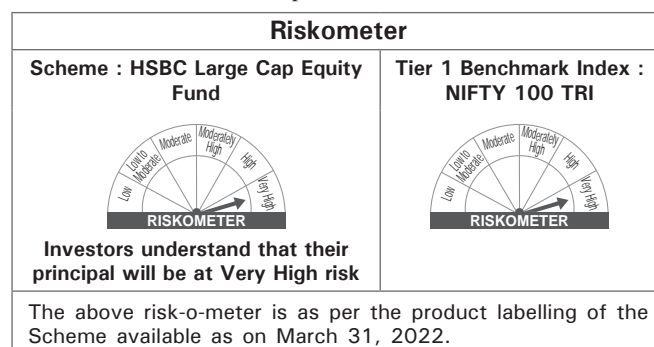 Riskometer
Scheme : HSBC Large Cap Equity
Fund
Low
Low to
Moderate
Moderate
Moderately
High
High
Very High
RISKOMETER
Investors understand that their
principal will be at Very High risk
Tier 1 Benchmark Index :
NIFTY 100 TRI
Low
Low to
Moderate
Moderate
Moderately
High
High
Very High
RISKOMETER
The above risk-o-meter is as per the product labelling of the
Scheme available as on March 31, 2022.